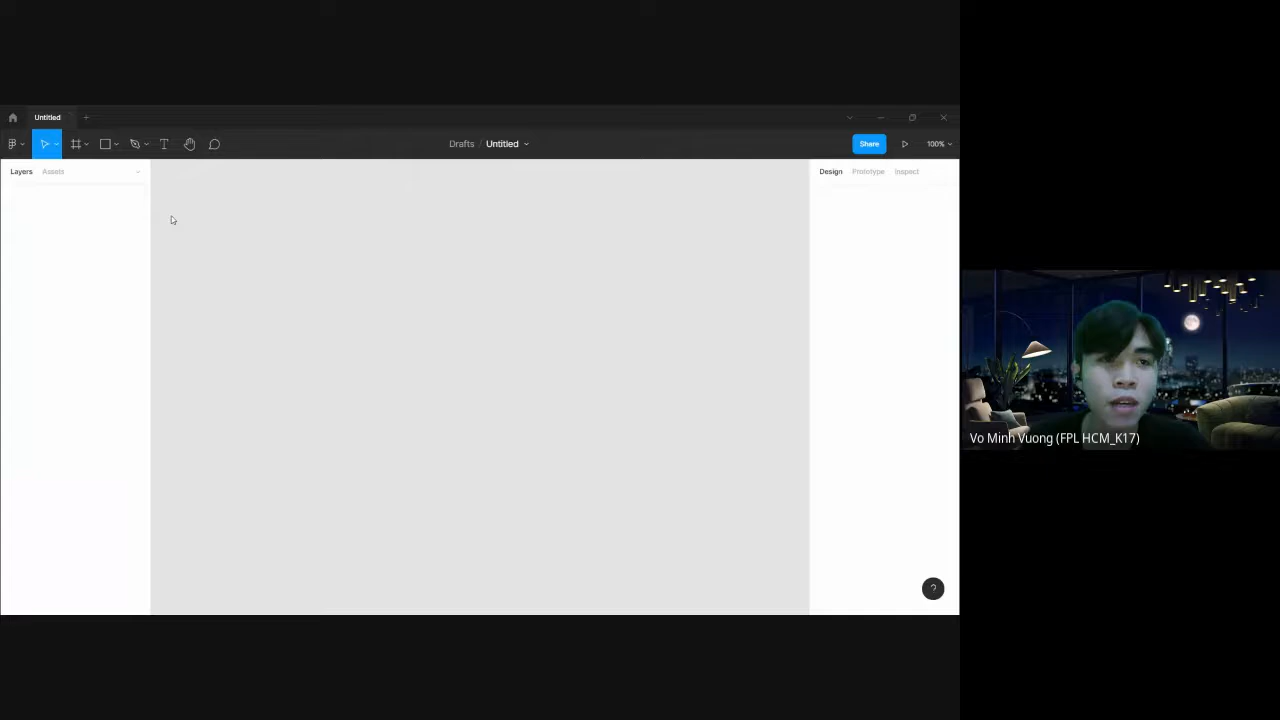 Untitled
Drafts / Untitled
Share
100%
Layers Assets
Design Prototype Inspect
?
Vo Minh Vuong (FPL HCM_K17)